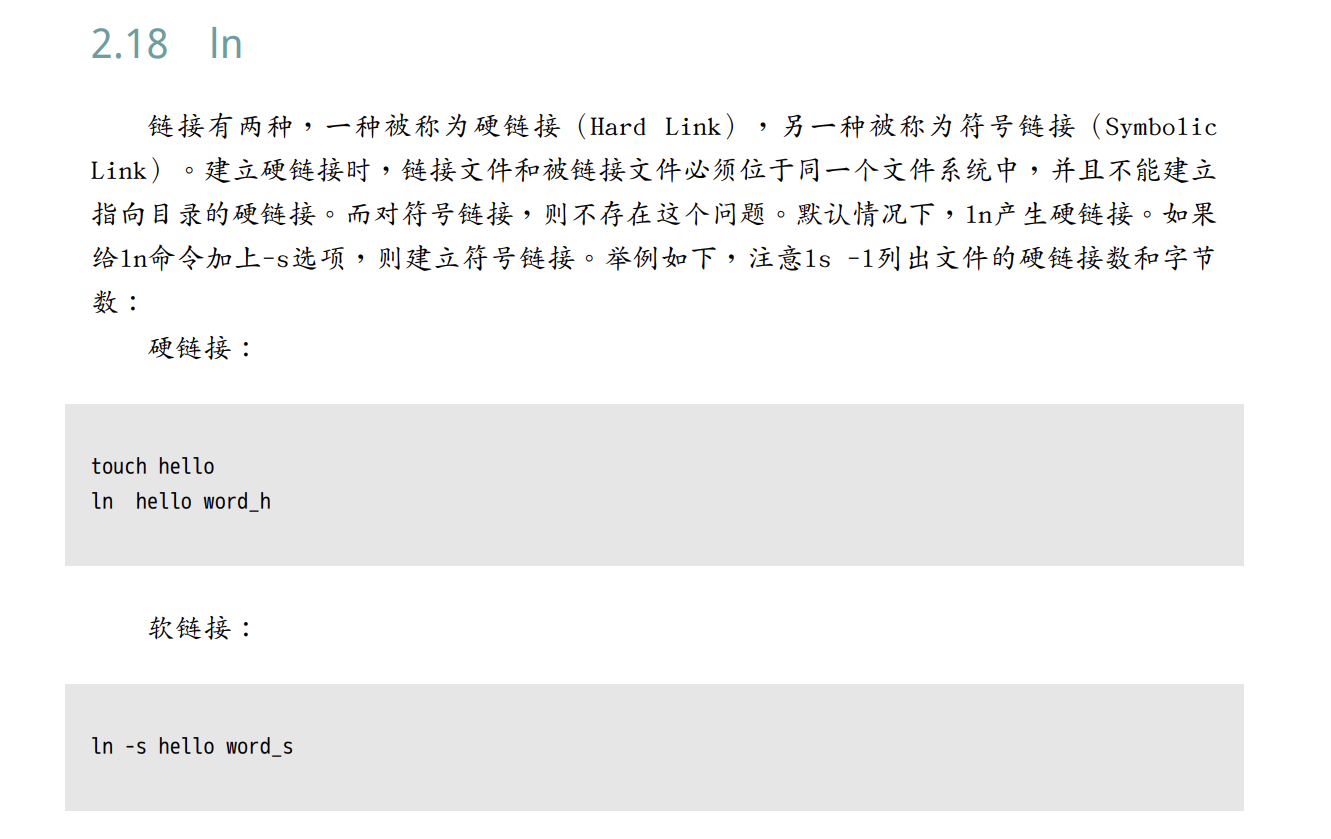 2.18 ln
链接有两种，一种被称为硬链接（Hard Link），另一种被称为符号链接（Symbolic
Link）。建立硬链接时，链接文件和被链接文件必须位于同一个文件系统中，并且不能建立
指向目录的硬链接。而对符号链接，则不存在这个问题。默认情况下，ln产生硬链接。如果
给ln命令加上-s选项，则建立符号链接。举例如下，注意ls -l列出文件的硬链接数和字节
数：
硬链接：
touch hello
ln  hello word_h
软链接：
ln -s hello word_s